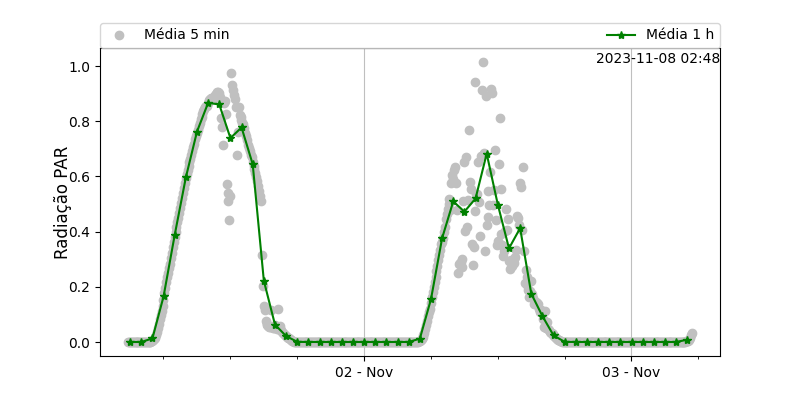 Média 5 min
Média 1 h
2023-11-08 02:48
Radiação PAR
1.0
0.8
0.6
0.4
0.2
0.0
02 - Nov
03 - Nov